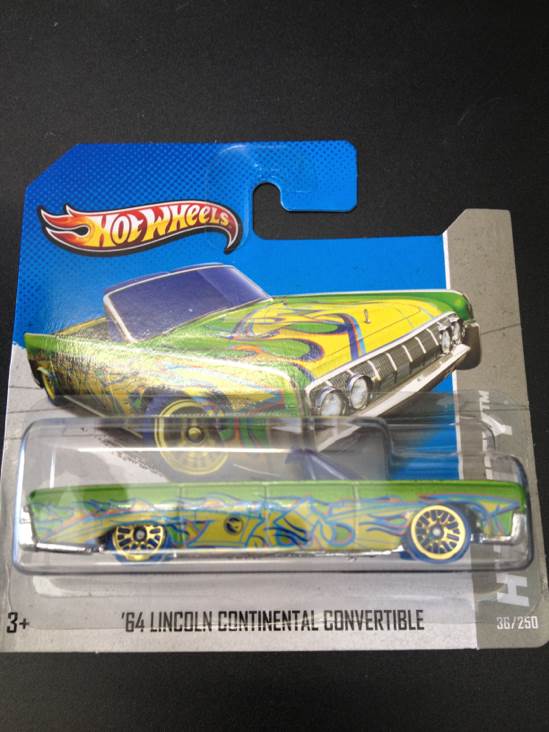 HOT WHEELS
3+
'64 LINCOLN CONTINENTAL CONVERTIBLE
36/250